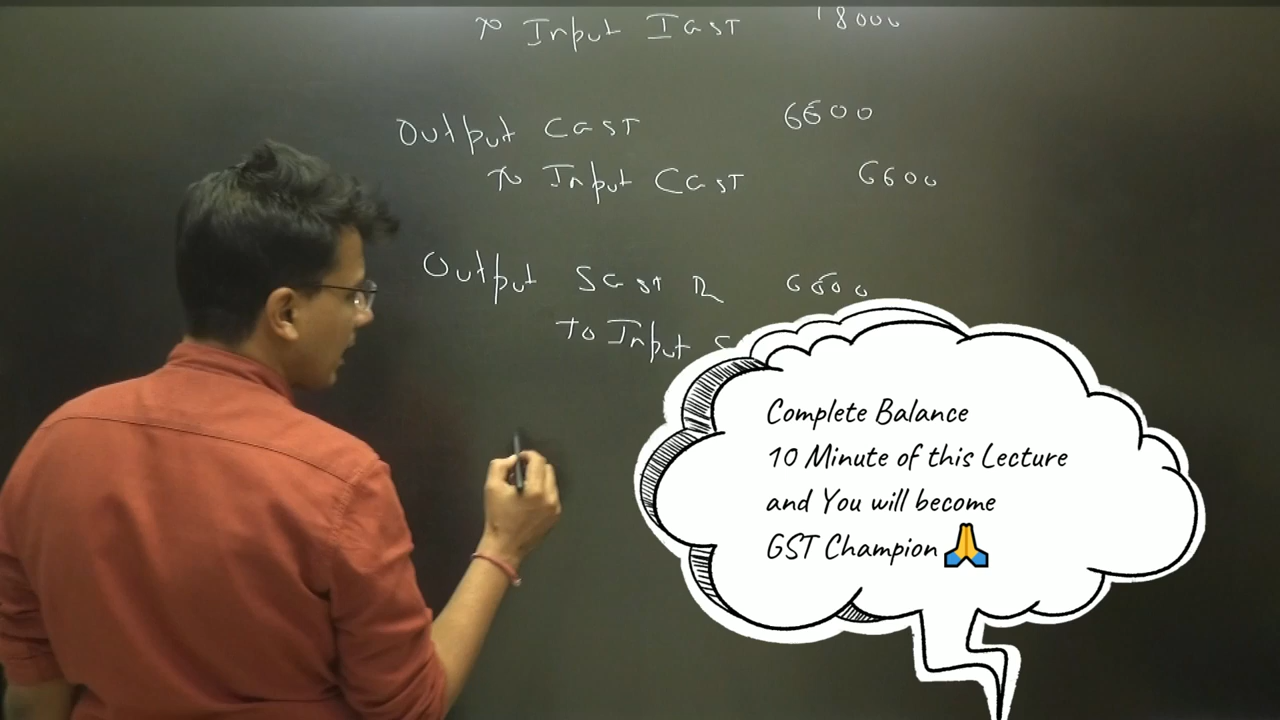 To Input IGST 18000
Output CGST 6600
To Input CGST 6600
Output SGST Dr 6600
To Input S
Complete Balance
10 Minute of this Lecture
and You will become
GST Champion 🙏